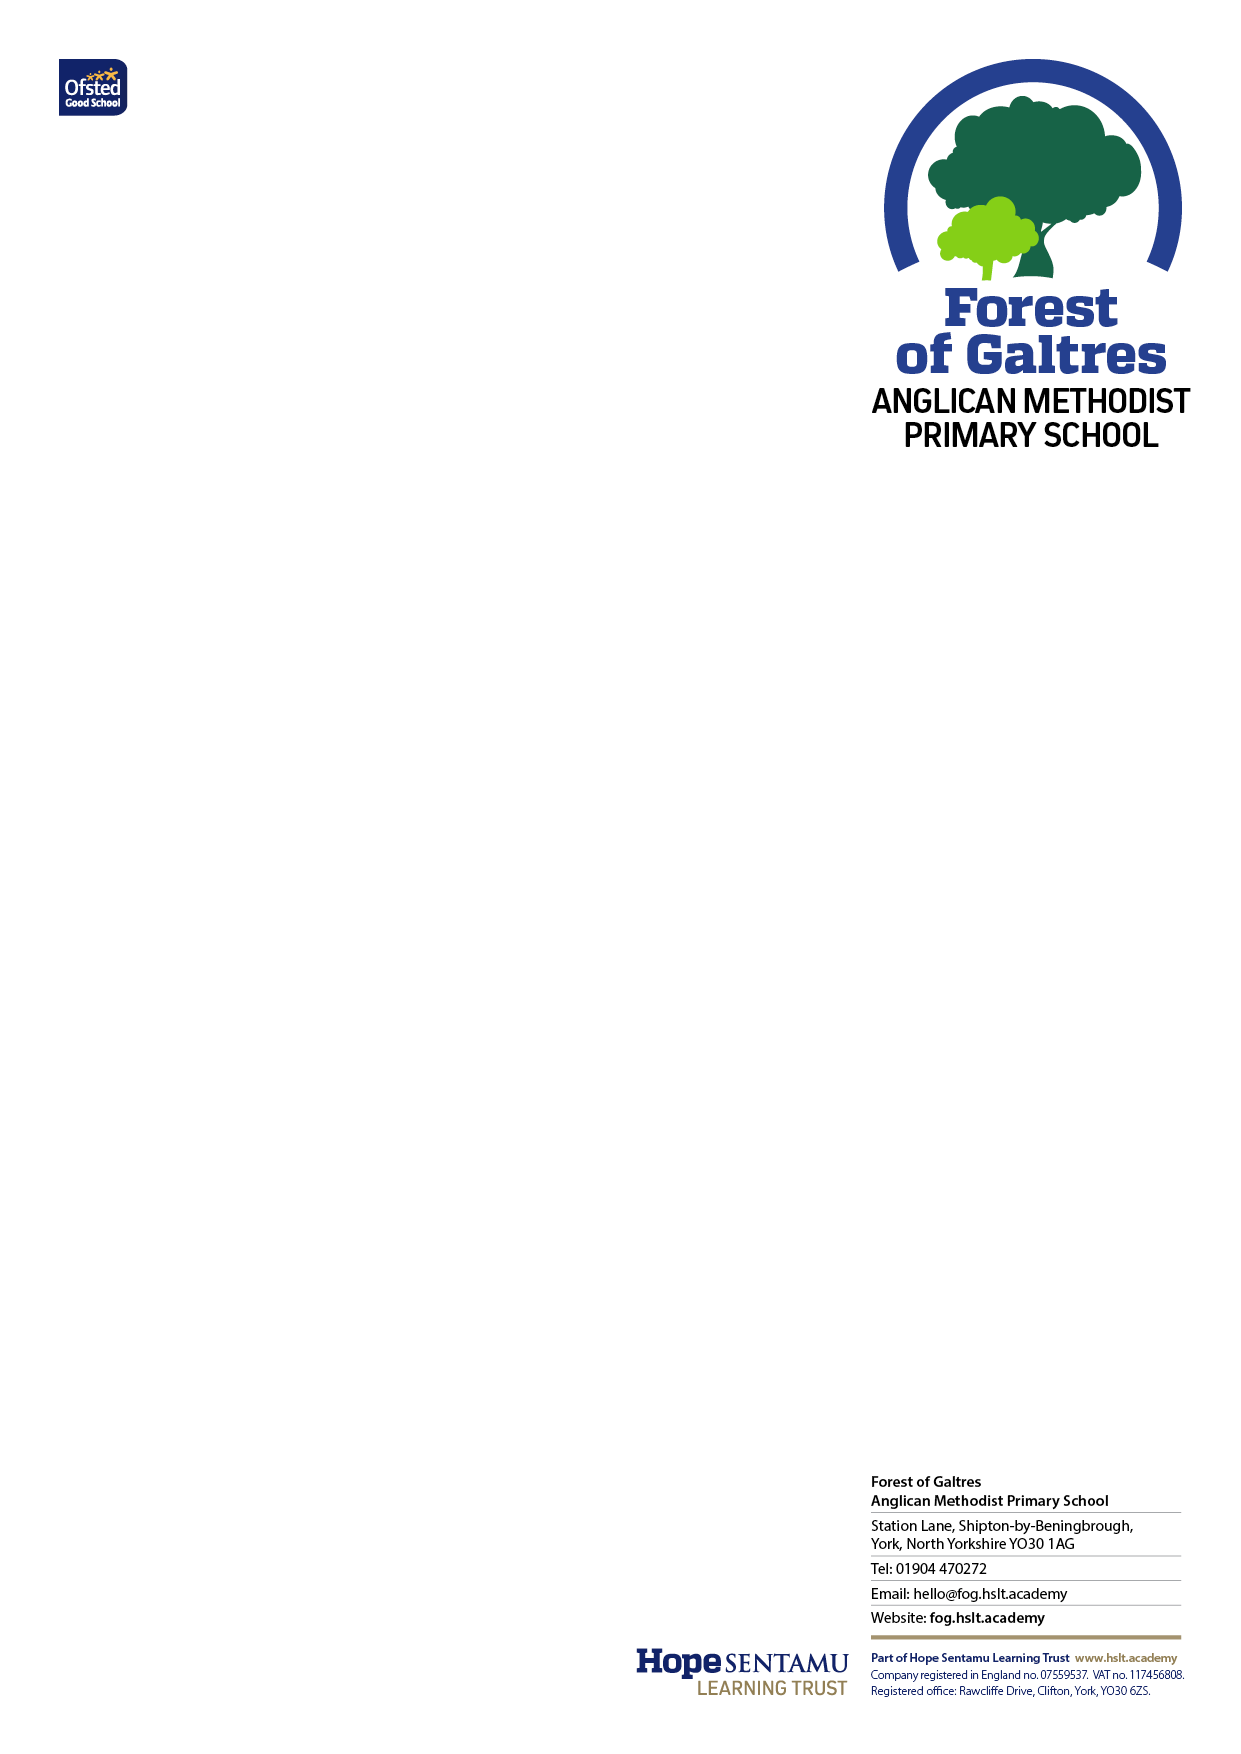 Ofsted
Good School
Forest
of Galtres
ANGLICAN METHODIST
PRIMARY SCHOOL
Forest of Galtres
Anglican Methodist Primary School
Station Lane, Shipton-by-Beningbrough,
York, North Yorkshire YO30 1AG
Tel: 01904 470272
Email: hello@fog.hslt.academy
Website: fog.hslt.academy
Hope SENTAMU
LEARNING TRUST
Part of Hope Sentamu Learning Trust www.hslt.academy
Company registered in England no. 07559537. VAT no. 117456808.
Registered office: Rawcliffe Drive, Clifton, York, YO30 6ZS.